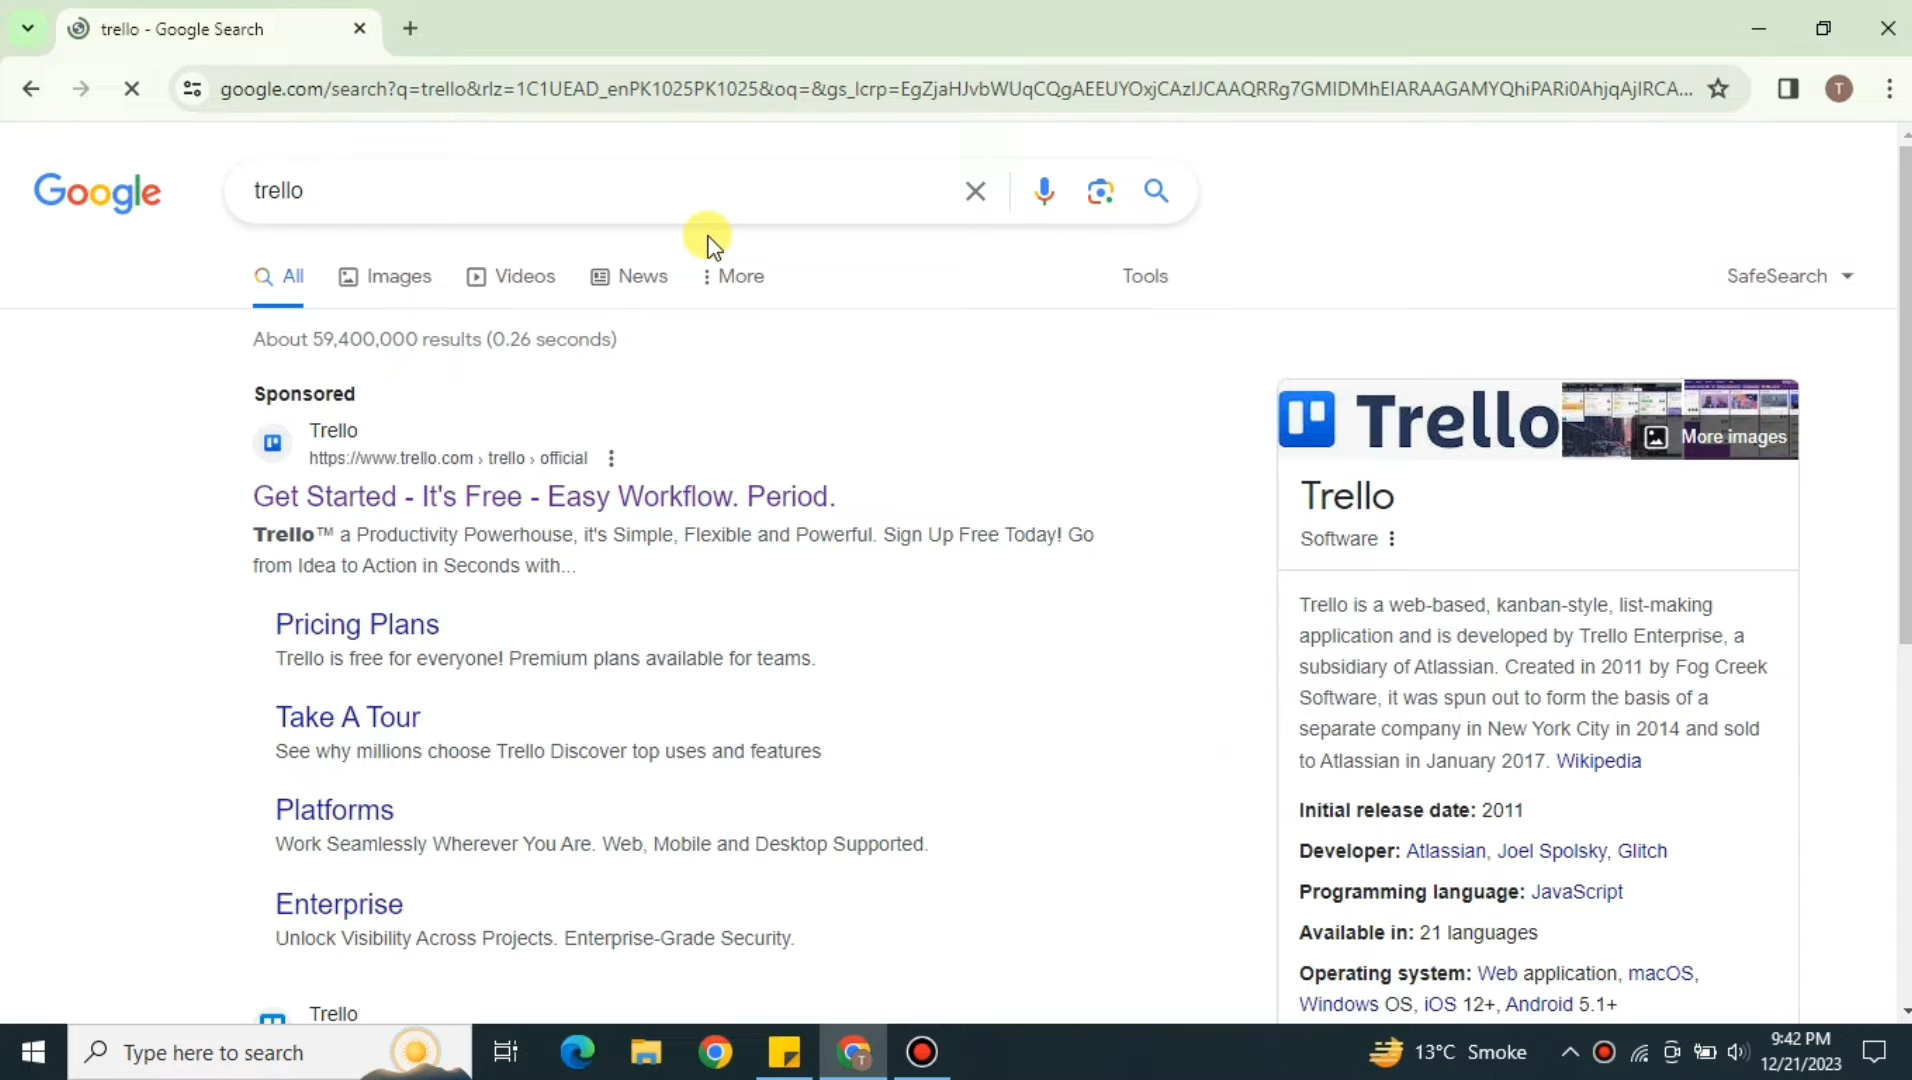 trello - Google Search
google.com/search?q=trello&rlz=1C1UEAD_enPK1025PK1025&oq=&gs_lcrp=EgZjaHJvbWUqCQgAEEUYOxjCAzIJCAAQRRg7GMIDMhEIARAAGAMYQhiPARi0AhjqAjIRCA...
T
Google
trello
All
Images
Videos
News
More
Tools
SafeSearch
About 59,400,000 results (0.26 seconds)
Sponsored
Trello
https://www.trello.com › trello › official
Get Started - It's Free - Easy Workflow. Period.
Trello™ a Productivity Powerhouse, it's Simple, Flexible and Powerful. Sign Up Free Today! Go
from Idea to Action in Seconds with...
Pricing Plans
Trello is free for everyone! Premium plans available for teams.
Take A Tour
See why millions choose Trello Discover top uses and features
Platforms
Work Seamlessly Wherever You Are. Web, Mobile and Desktop Supported.
Enterprise
Unlock Visibility Across Projects. Enterprise-Grade Security.
Trello
Trello
More images
Trello
Software
Trello is a web-based, kanban-style, list-making
application and is developed by Trello Enterprise, a
subsidiary of Atlassian. Created in 2011 by Fog Creek
Software, it was spun out to form the basis of a
separate company in New York City in 2014 and sold
to Atlassian in January 2017. Wikipedia
Initial release date: 2011
Developer: Atlassian, Joel Spolsky, Glitch
Programming language: JavaScript
Available in: 21 languages
Operating system: Web application, macOS,
Windows OS, iOS 12+, Android 5.1+
Type here to search
T
13°C Smoke
9:42 PM
12/21/2023